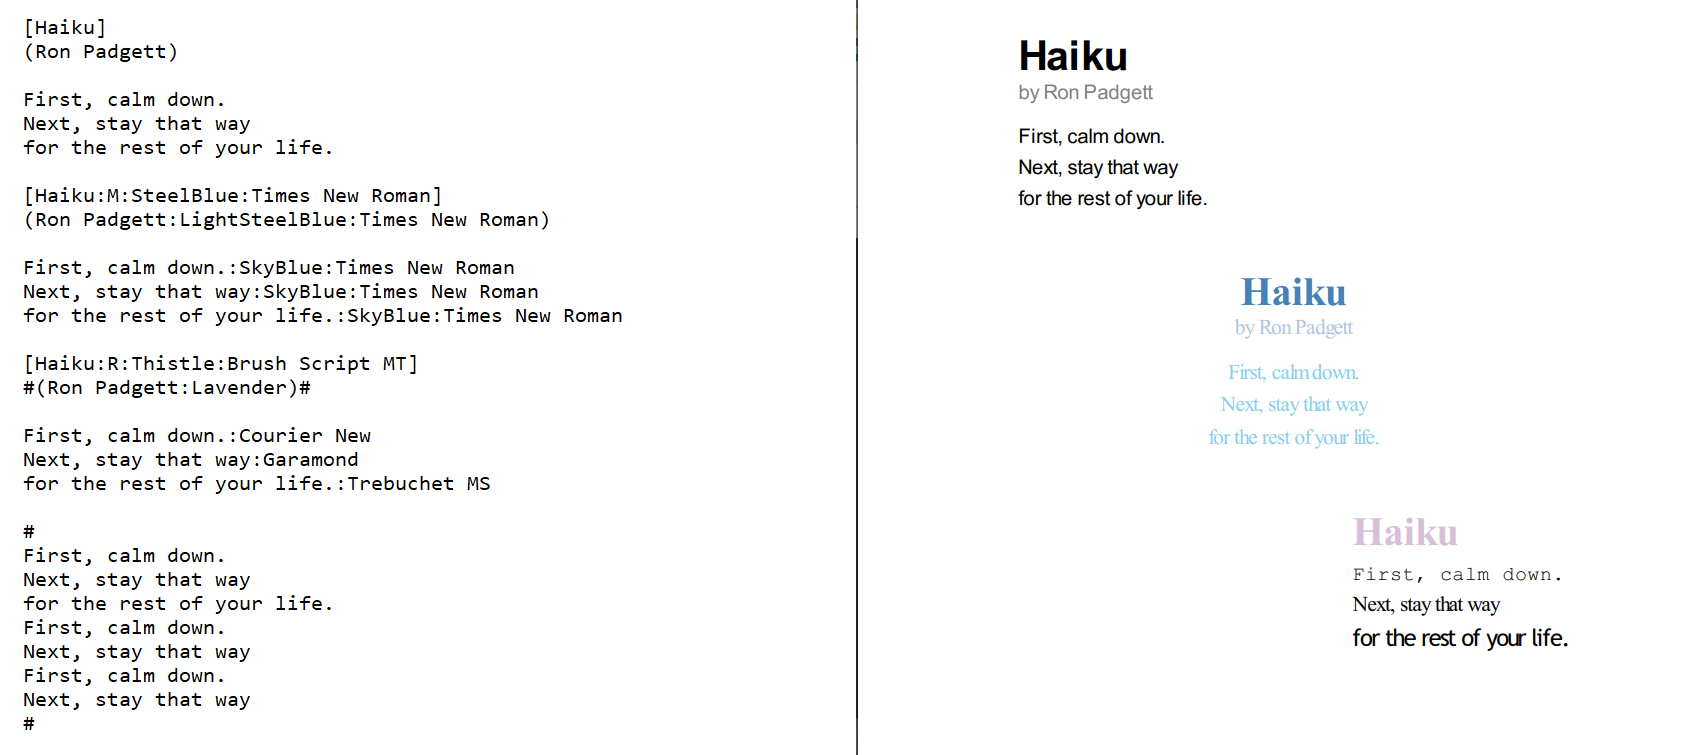 [Haiku]
(Ron Padgett)
First, calm down.
Next, stay that way
for the rest of your life.
[Haiku:M:SteelBlue:Times New Roman]
(Ron Padgett:LightSteelBlue:Times New Roman)
First, calm down.:SkyBlue:Times New Roman
Next, stay that way:SkyBlue:Times New Roman
for the rest of your life.:SkyBlue:Times New Roman
[Haiku:R:Thistle:Brush Script MT]
#(Ron Padgett:Lavender)#
First, calm down.:Courier New
Next, stay that way:Garamond
for the rest of your life.:Trebuchet MS
#
First, calm down.
Next, stay that way
for the rest of your life.
First, calm down.
Next, stay that way
First, calm down.
Next, stay that way
#
Haiku
by Ron Padgett
First, calm down.
Next, stay that way
for the rest of your life.
Haiku
by Ron Padgett
First, calm down.
Next, stay that way
for the rest of your life.
Haiku
First, calm down.
Next, stay that way
for the rest of your life.